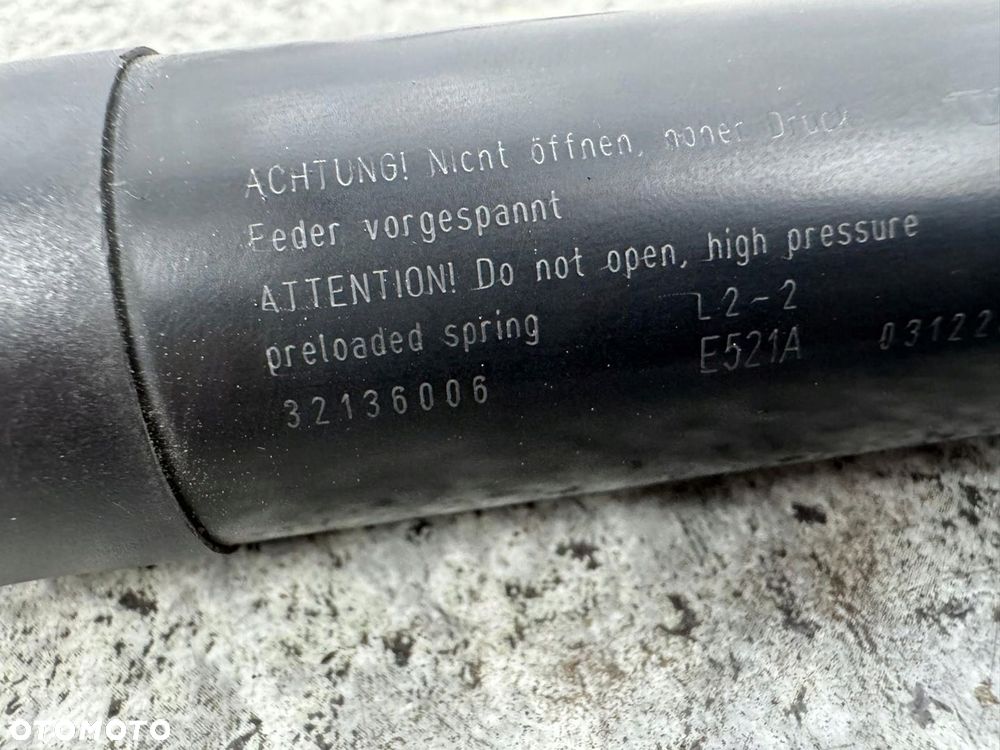 ACHTUNG! Nicht öffnen, hoher Druck
Feder vorgespannt
ATTENTION! Do not open, high pressure
preloaded spring
L2-2
32136006
E521A
03122
OTOMOTO